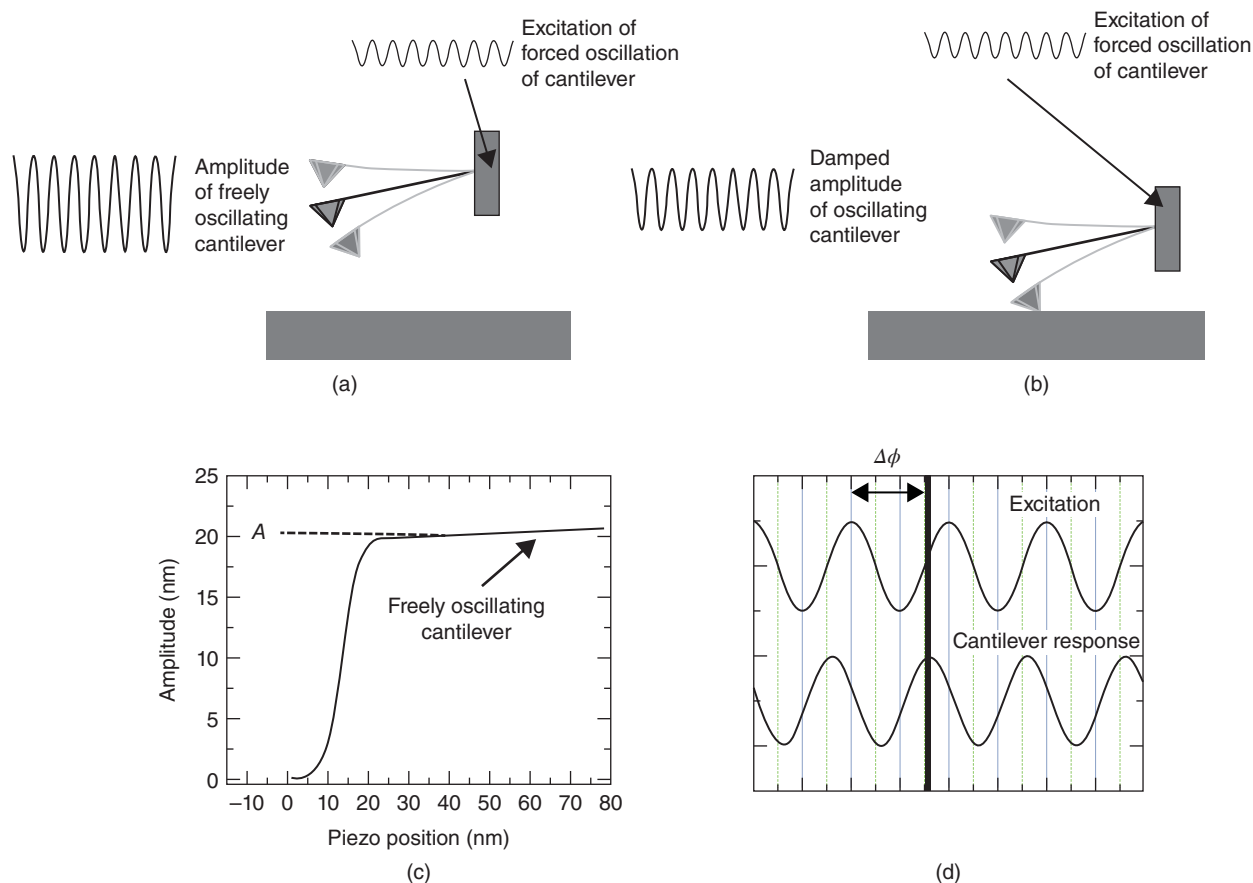 Excitation of
forced oscillation
of cantilever
Amplitude
of freely
oscillating
cantilever
(a)
Excitation of
forced oscillation
of cantilever
Damped
amplitude
of oscillating
cantilever
(b)
25
20
15
10
5
0
Amplitude (nm)
A
Freely oscillating
cantilever
−10 0 10 20 30 40 50 60 70 80
Piezo position (nm)
(c)
Δϕ
Excitation
Cantilever response
(d)